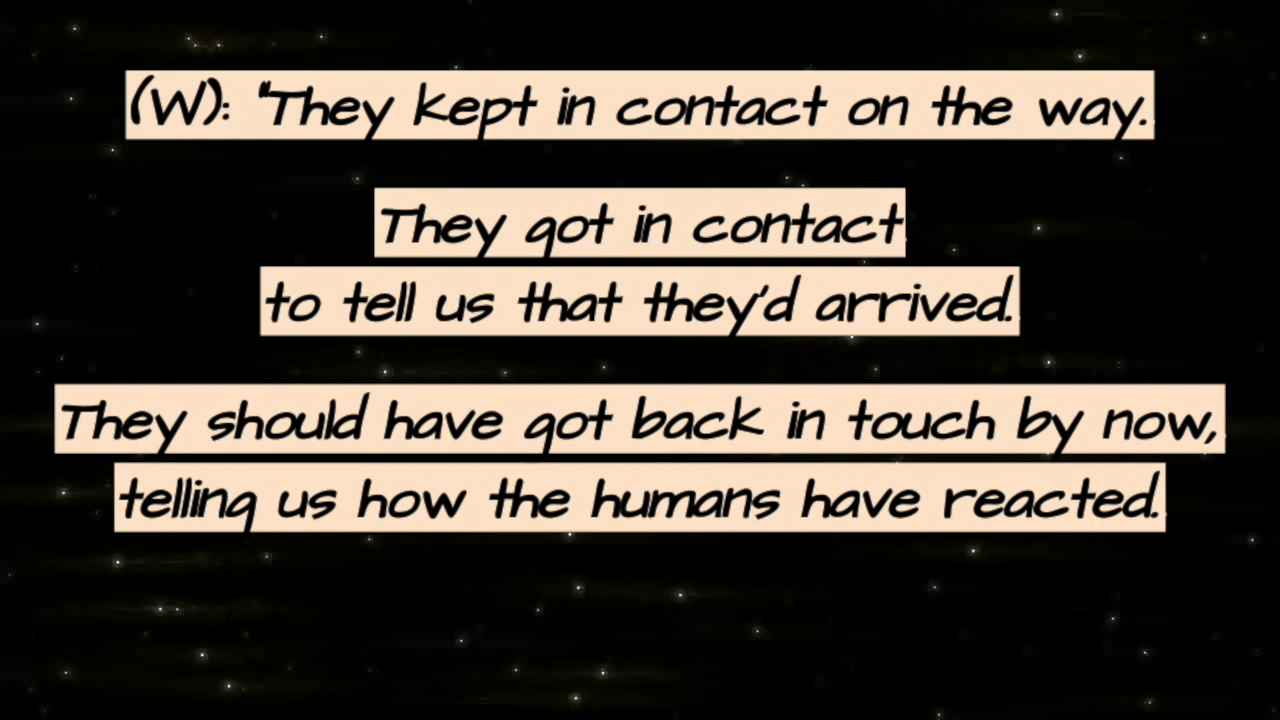 (W): "They kept in contact on the way.
They got in contact
to tell us that they'd arrived.
They should have got back in touch by now,
telling us how the humans have reacted.